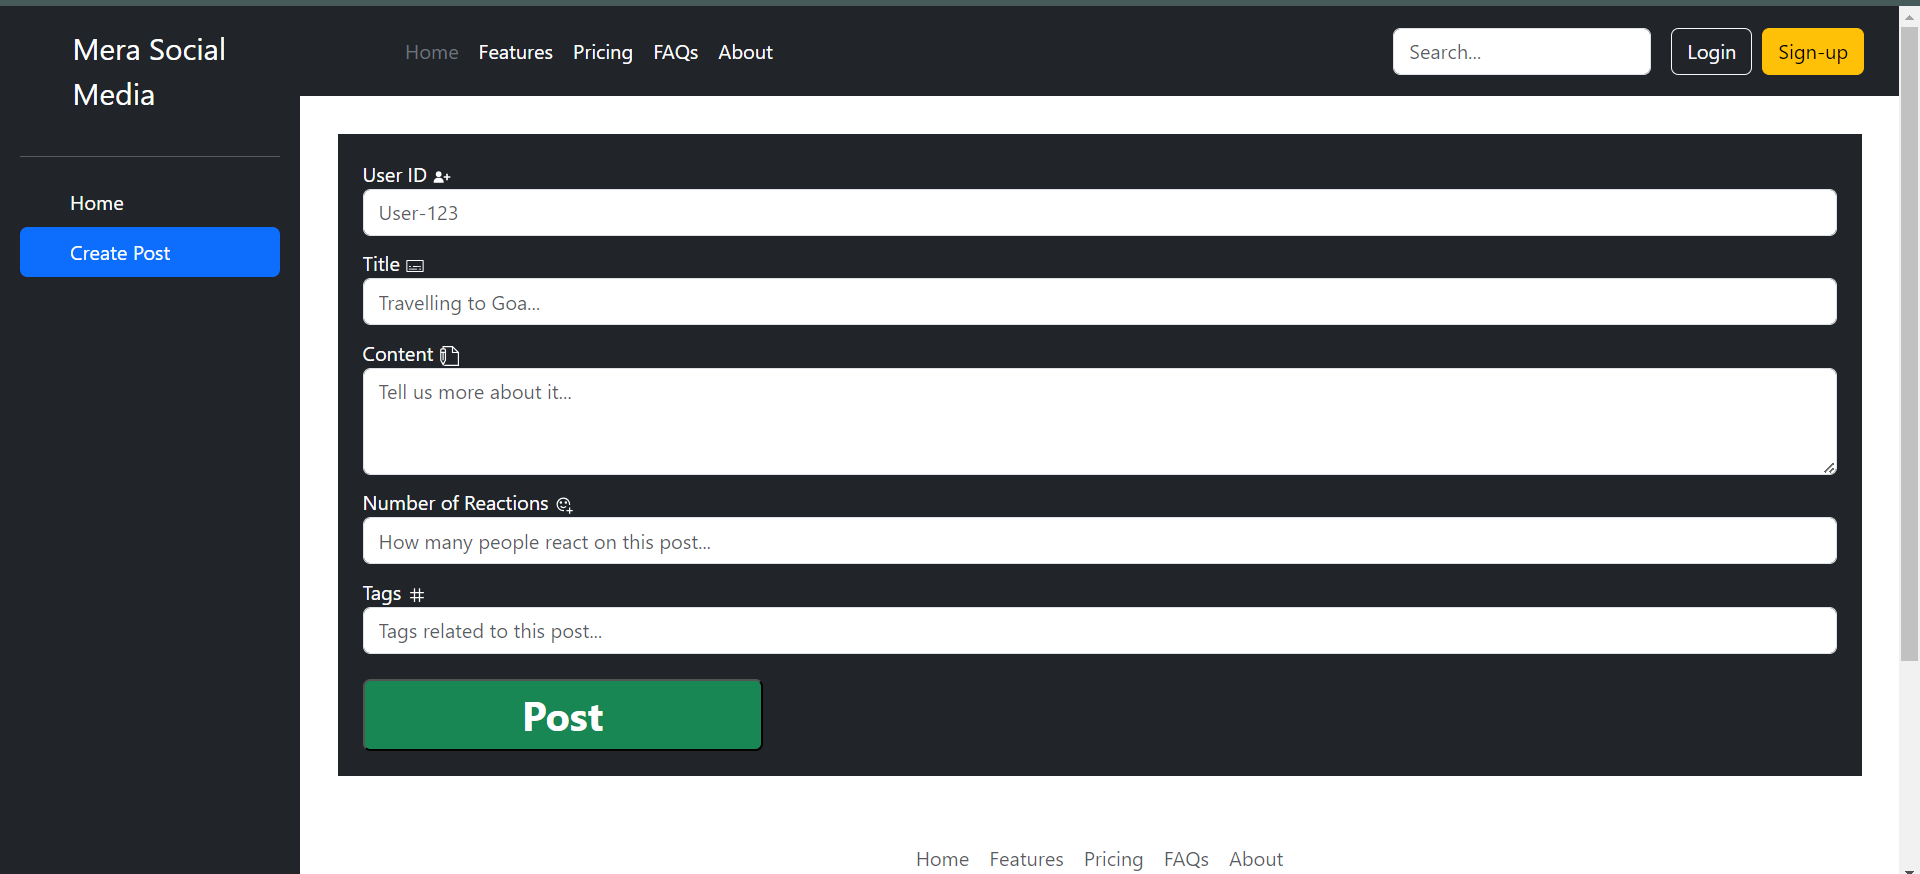 Mera Social
Media
Home
Create Post
Home Features Pricing FAQs About
Search...
Login
Sign-up
User ID
User-123
Title
Travelling to Goa...
Content
Tell us more about it...
Number of Reactions
How many people react on this post...
Tags
Tags related to this post...
Post
Home Features Pricing FAQs About